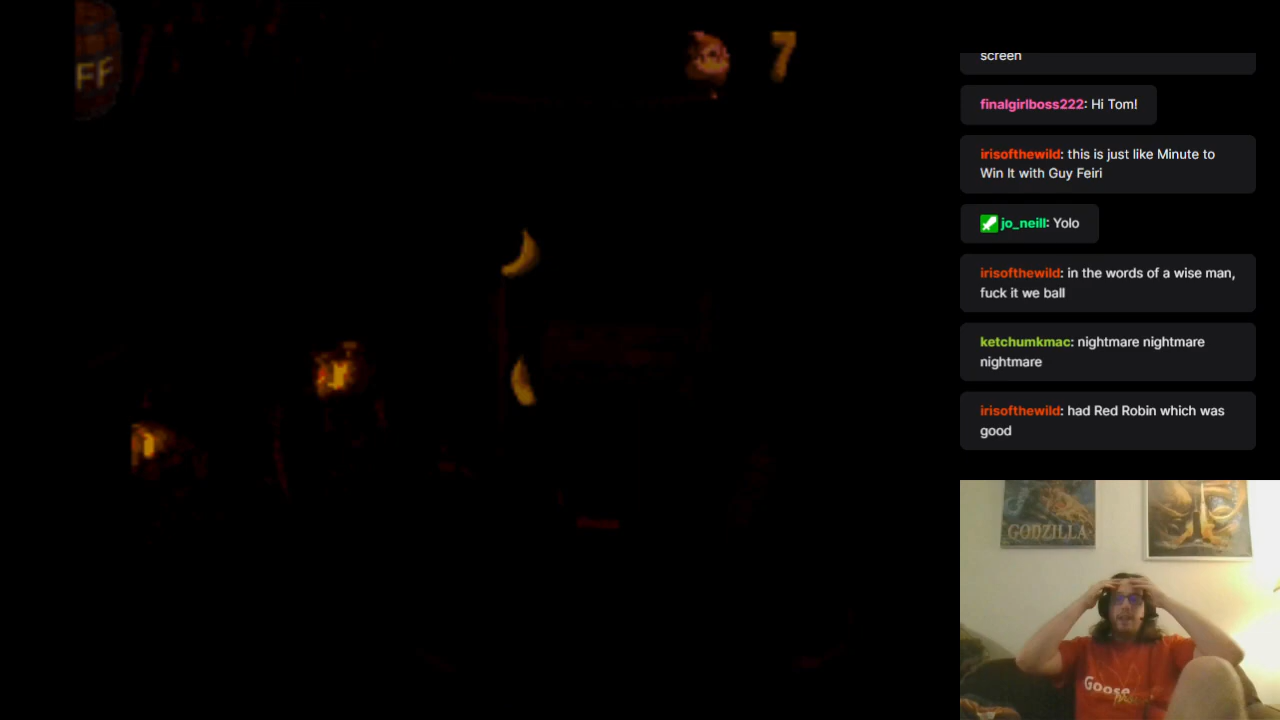 FF
7
screen
finalgirlboss222: Hi Tom!
irisofthewild: this is just like Minute to
Win It with Guy Feiri
jo_neill: Yolo
irisofthewild: in the words of a wise man,
fuck it we ball
ketchumkmac: nightmare nightmare
nightmare
irisofthewild: had Red Robin which was
good
GODZILLA
Goose